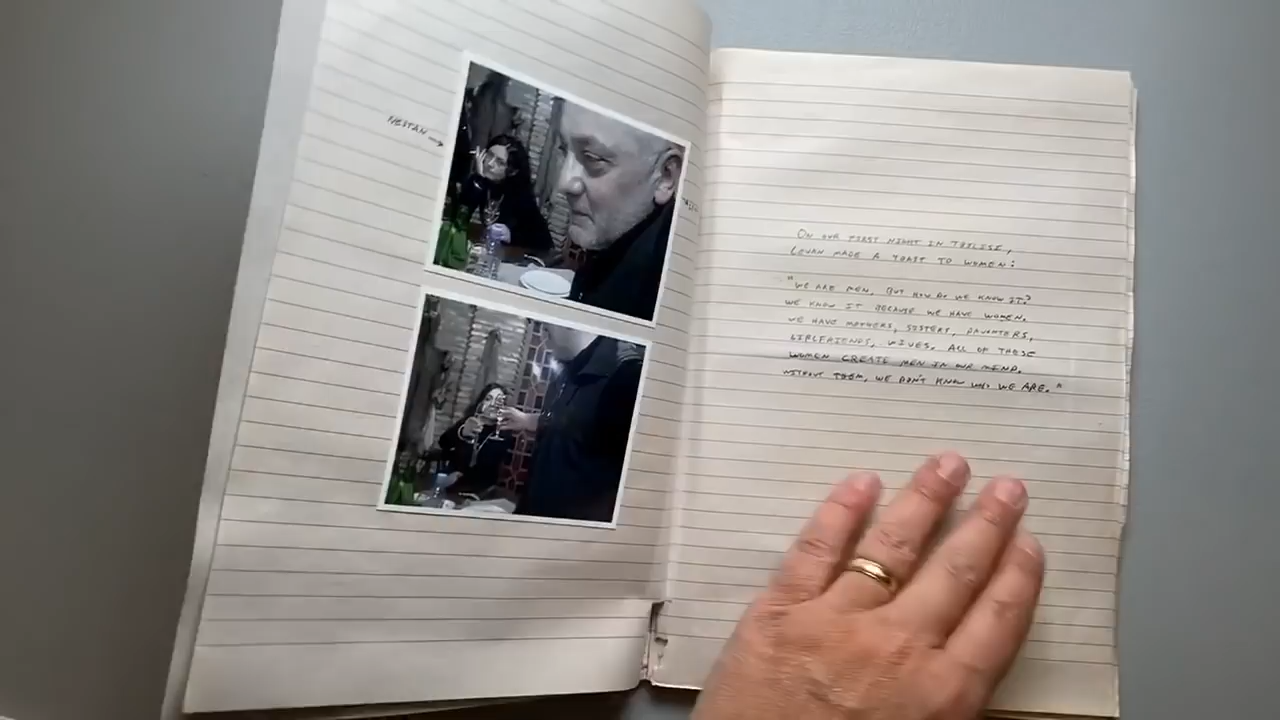 NESTAN →
ON OUR FIRST NIGHT IN TBILISI,
LEVAN MADE A TOAST TO WOMEN:
"WE ARE MEN, BUT HOW DO WE KNOW IT?
WE KNOW IT BECAUSE WE HAVE WOMEN.
WE HAVE MOTHERS, SISTERS, DAUGHTERS,
GIRLFRIENDS, WIVES. ALL OF THESE
WOMEN CREATE MEN IN OUR MIND.
WITHOUT THEM, WE DON'T KNOW WHO WE ARE."